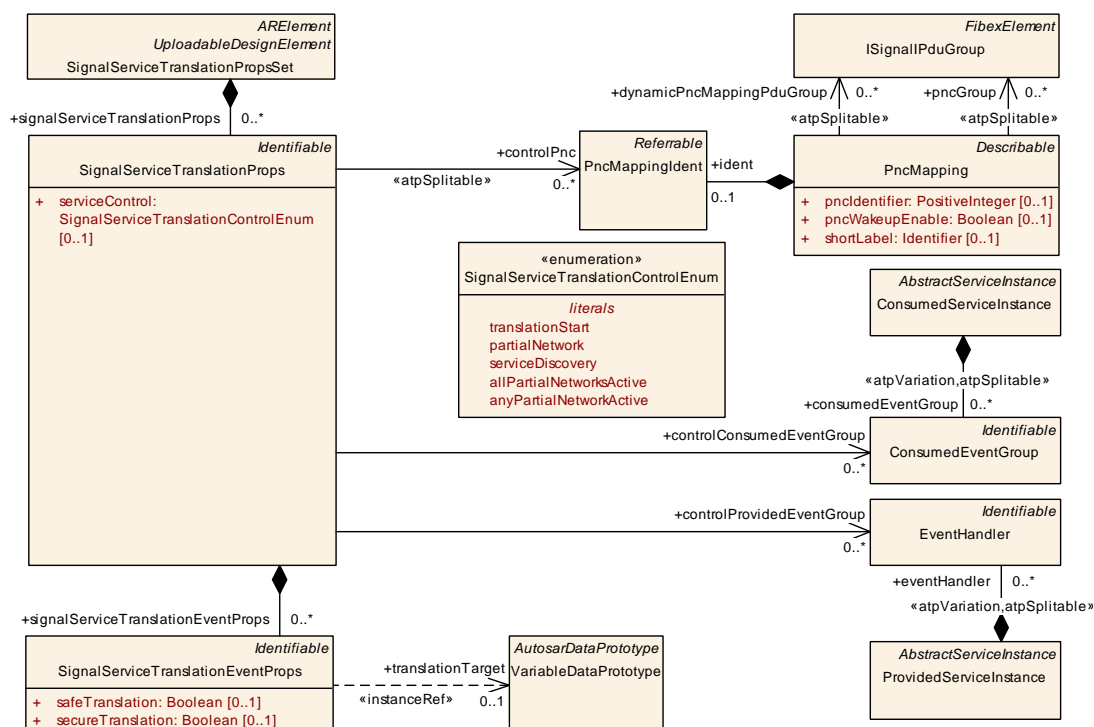 ARElement
UploadableDesignElement
SignalServiceTranslationPropsSet
FibexElement
ISignalIPduGroup
+dynamicPncMappingPduGroup
0..*
+pncGroup
0..*
+signalServiceTranslationProps
0..*
«atpSplitable»
«atpSplitable»
Identifiable
SignalServiceTranslationProps
+ serviceControl:
SignalServiceTranslationControlEnum
[0..1]
+controlPnc
«atpSplitable»
0..*
Referrable
PncMappingIdent
+ident
0..1
Describable
PncMapping
+ pncIdentifier: PositiveInteger [0..1]
+ pncWakeupEnable: Boolean [0..1]
+ shortLabel: Identifier [0..1]
«enumeration»
SignalServiceTranslationControlEnum
literals
translationStart
partialNetwork
serviceDiscovery
allPartialNetworksActive
anyPartialNetworkActive
AbstractServiceInstance
ConsumedServiceInstance
«atpVariation,atpSplitable»
+consumedEventGroup
0..*
+controlConsumedEventGroup
0..*
Identifiable
ConsumedEventGroup
+controlProvidedEventGroup
0..*
Identifiable
EventHandler
+eventHandler
0..*
«atpVariation,atpSplitable»
AbstractServiceInstance
ProvidedServiceInstance
+signalServiceTranslationEventProps
0..*
Identifiable
SignalServiceTranslationEventProps
+ safeTranslation: Boolean [0..1]
+ secureTranslation: Boolean [0..1]
+translationTarget
«instanceRef»
0..1
AutosarDataPrototype
VariableDataPrototype